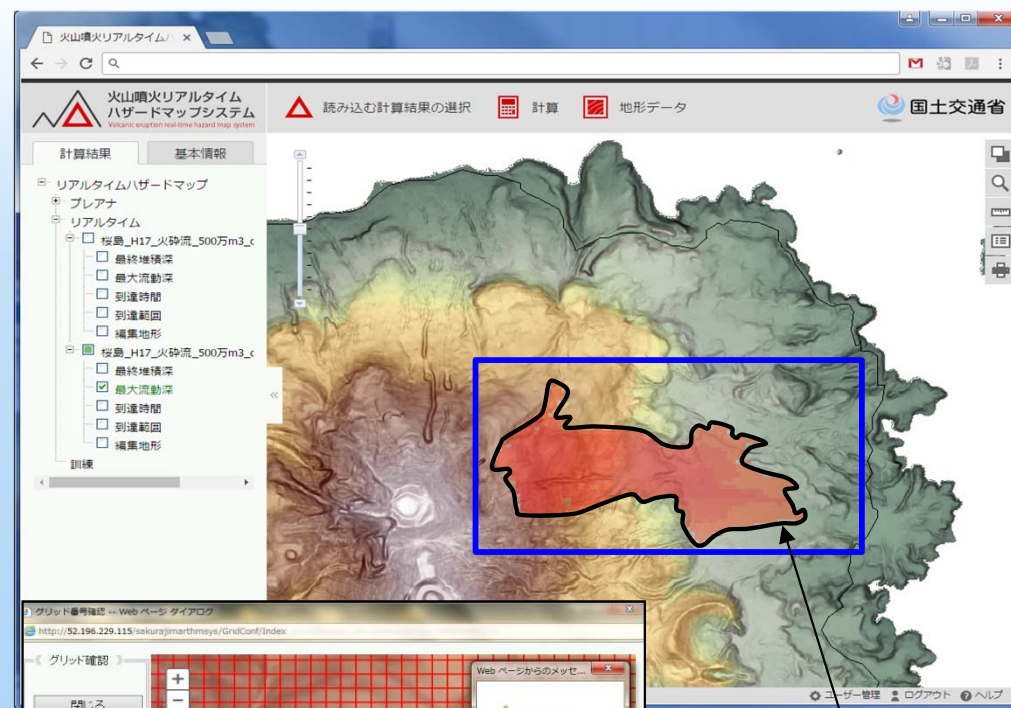 火山噴火リアルタイムハ
火山噴火リアルタイム
ハザードマップシステム
Volcanic eruption real-time hazard map system
読み込む計算結果の選択
計算
地形データ
国土交通省
計算結果
基本情報
リアルタイムハザードマップ
プレアナ
リアルタイム
桜島_H17_火砕流_500万m3_c
最終堆積深
最大流動深
到達時間
到達範囲
編集地形
桜島_H17_火砕流_500万m3_c
最終堆積深
最大流動深
到達時間
到達範囲
編集地形
訓練
グリッド番号確認 -- Web ページ ダイアログ
http://52.196.229.115/sakurajimarthmsys/GridConf/Index
グリッド確認
閉じる
Web ページからのメッセ...
ユーザー管理
ログアウト
ヘルプ